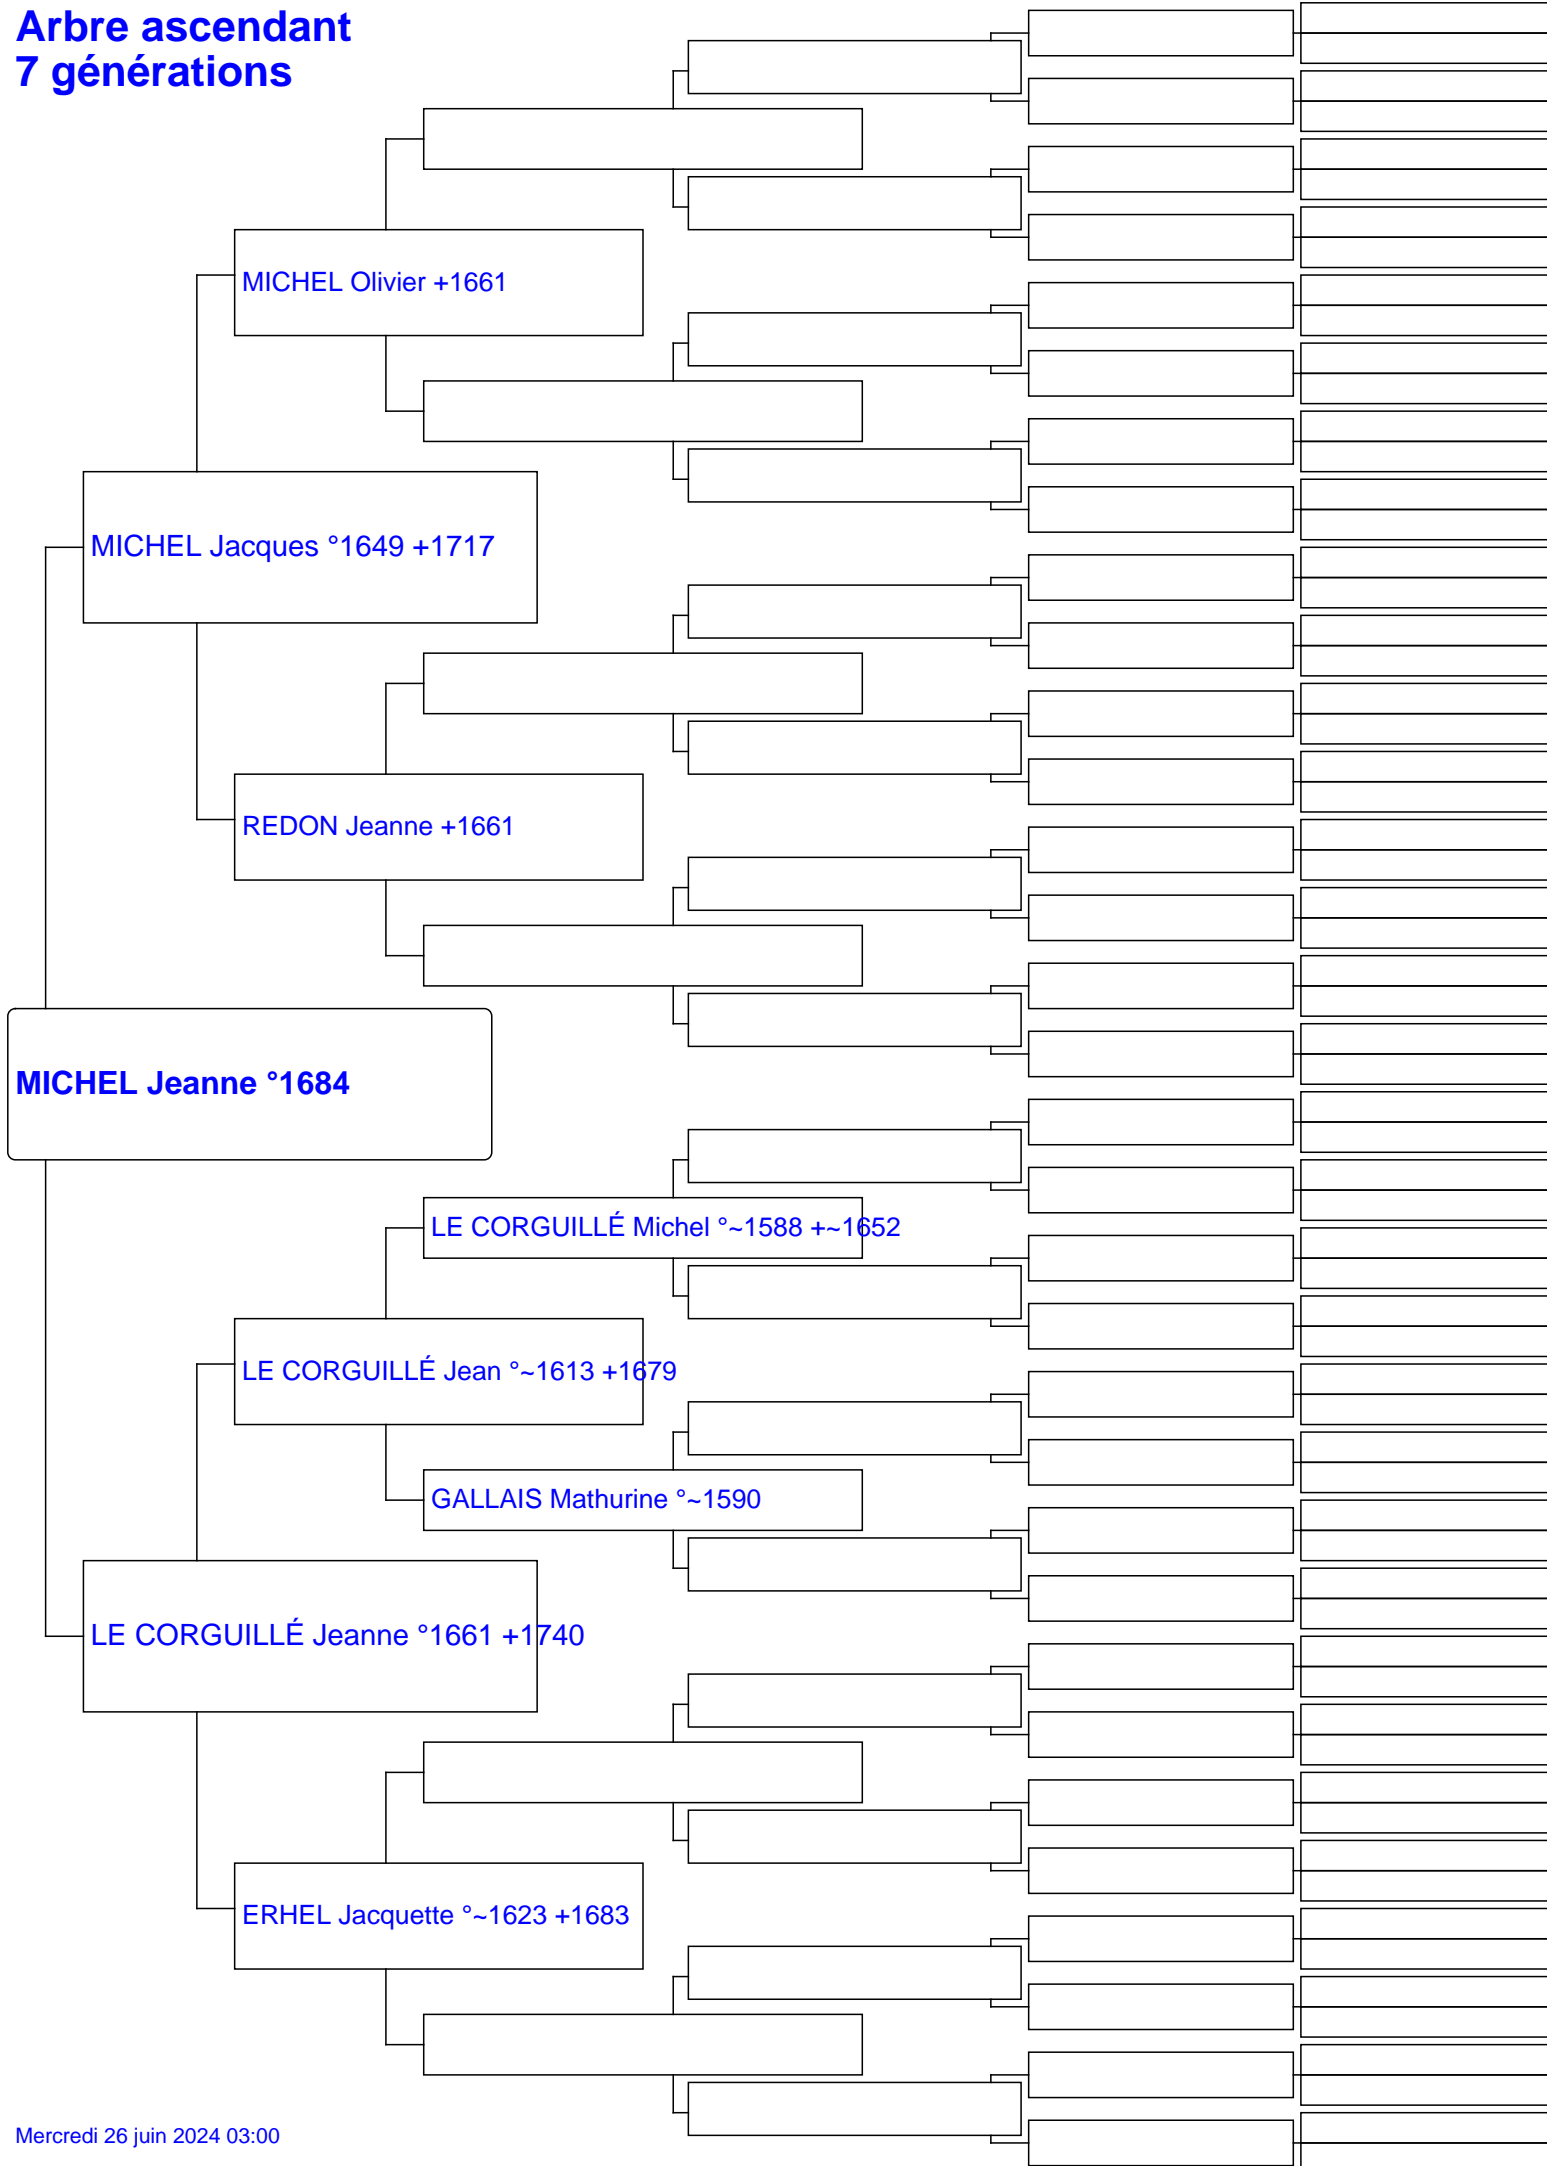 Arbre ascendant
7 générations
MICHEL Olivier +1661
MICHEL Jacques °1649 +1717
REDON Jeanne +1661
MICHEL Jeanne °1684
LE CORGUILLÉ Michel °~1588 +~1652
LE CORGUILLÉ Jean °~1613 +1679
GALLAIS Mathurine °~1590
LE CORGUILLÉ Jeanne °1661 +1740
ERHEL Jacquette °~1623 +1683
Mercredi 26 juin 2024 03:00